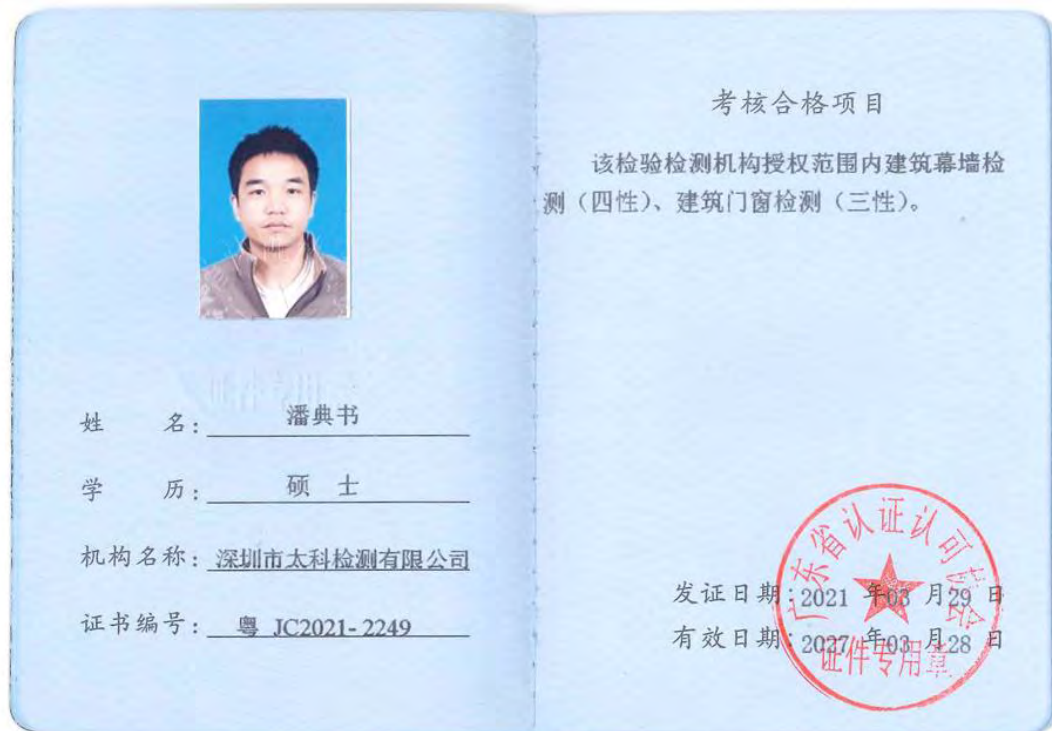 姓 名：潘典书
学 历：硕 士
机构名称：深圳市太科检测有限公司
证书编号：粤 JC2021-2249
考核合格项目
该检验检测机构授权范围内建筑幕墙检
测（四性）、建筑门窗检测（三性）。
发证日期：2021 年03 月29 日
有效日期：2027 年03 月28 日
广东省认证认可协会
证件专用章